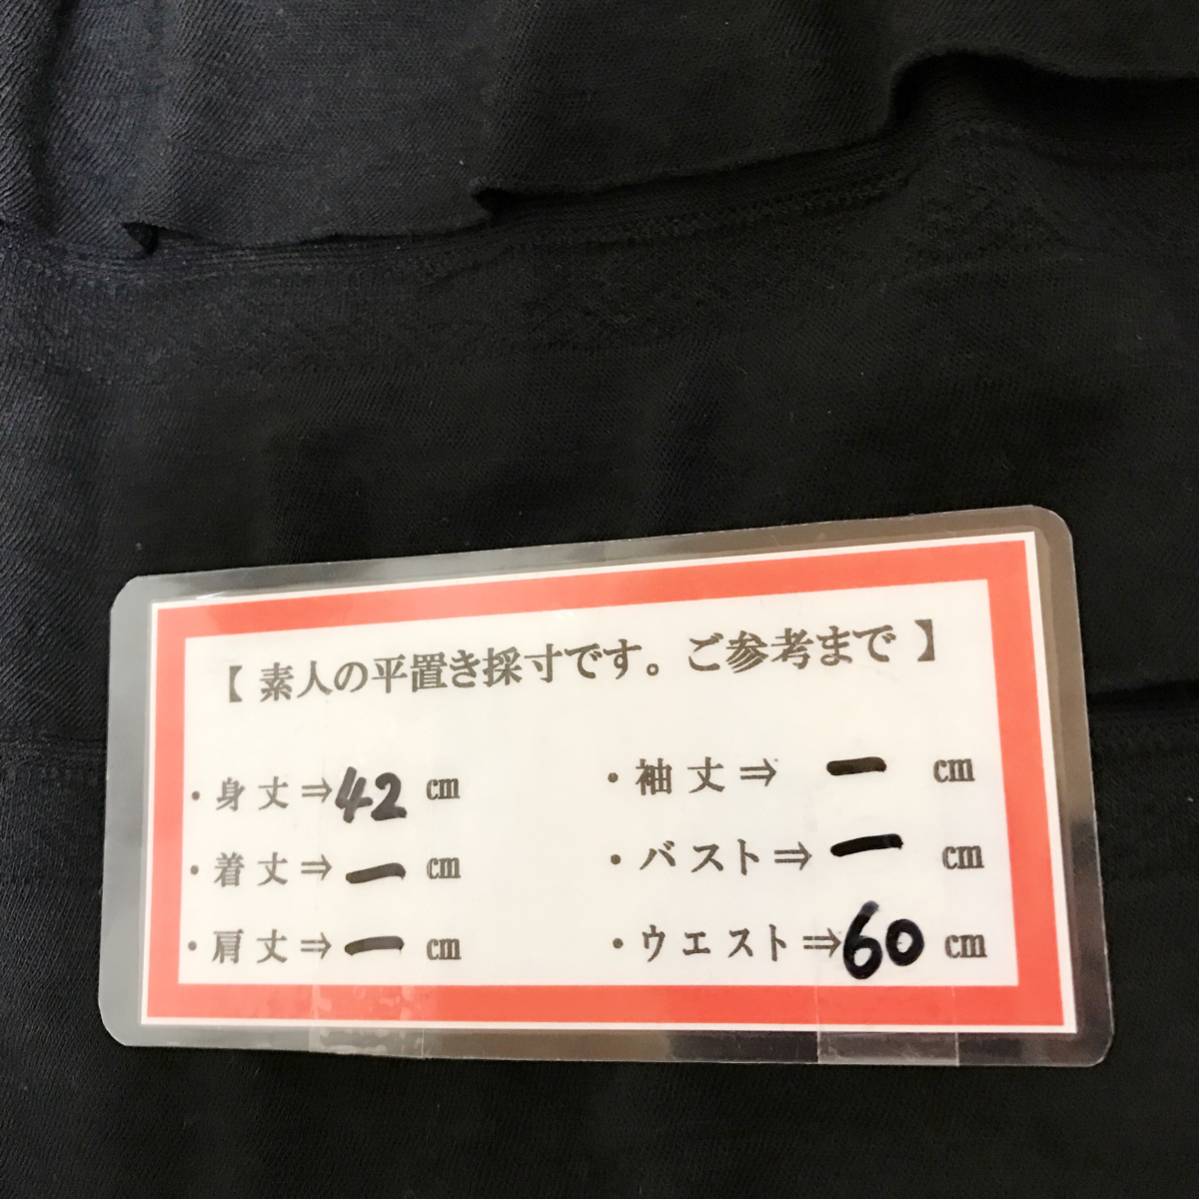 【 素人の平置き採寸です。ご参考まで 】
・身丈⇒42 cm
・着丈⇒ー cm
・肩丈⇒ー cm
・袖丈⇒ ー cm
・バスト⇒ ー cm
・ウエスト⇒60 cm